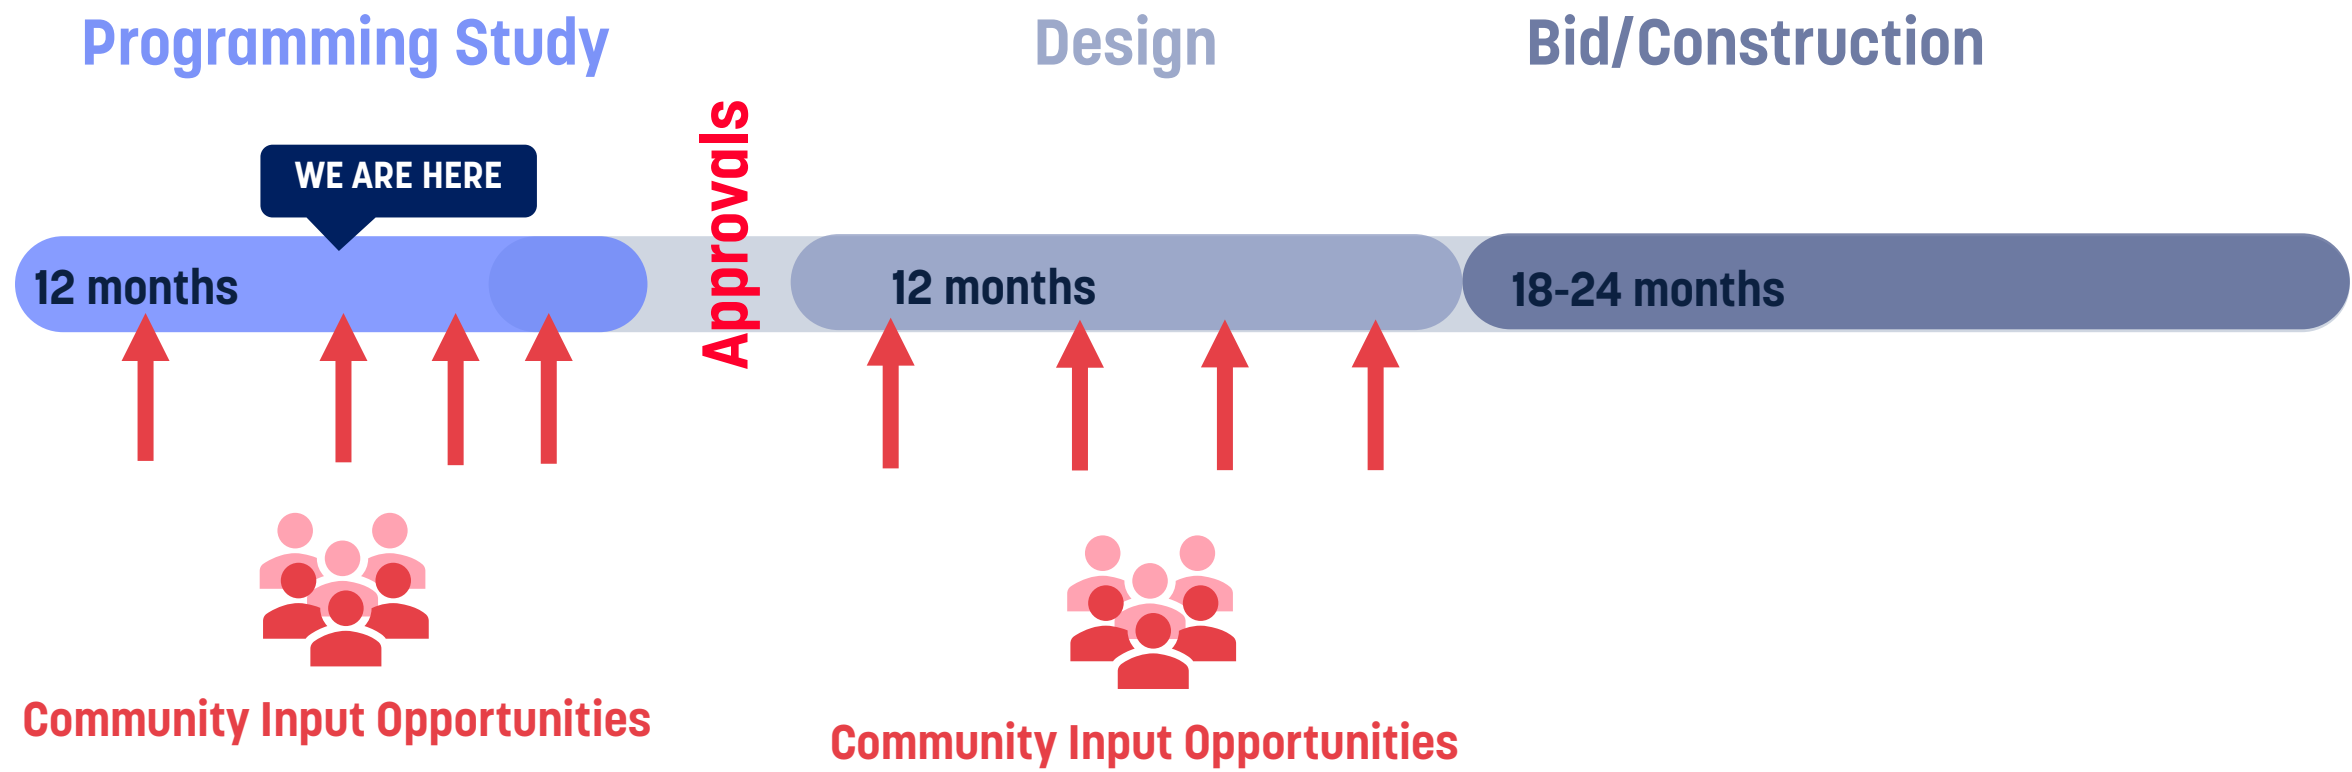 Programming Study
Design
Bid/Construction
WE ARE HERE
Approvals
12 months
12 months
18-24 months
Community Input Opportunities
Community Input Opportunities